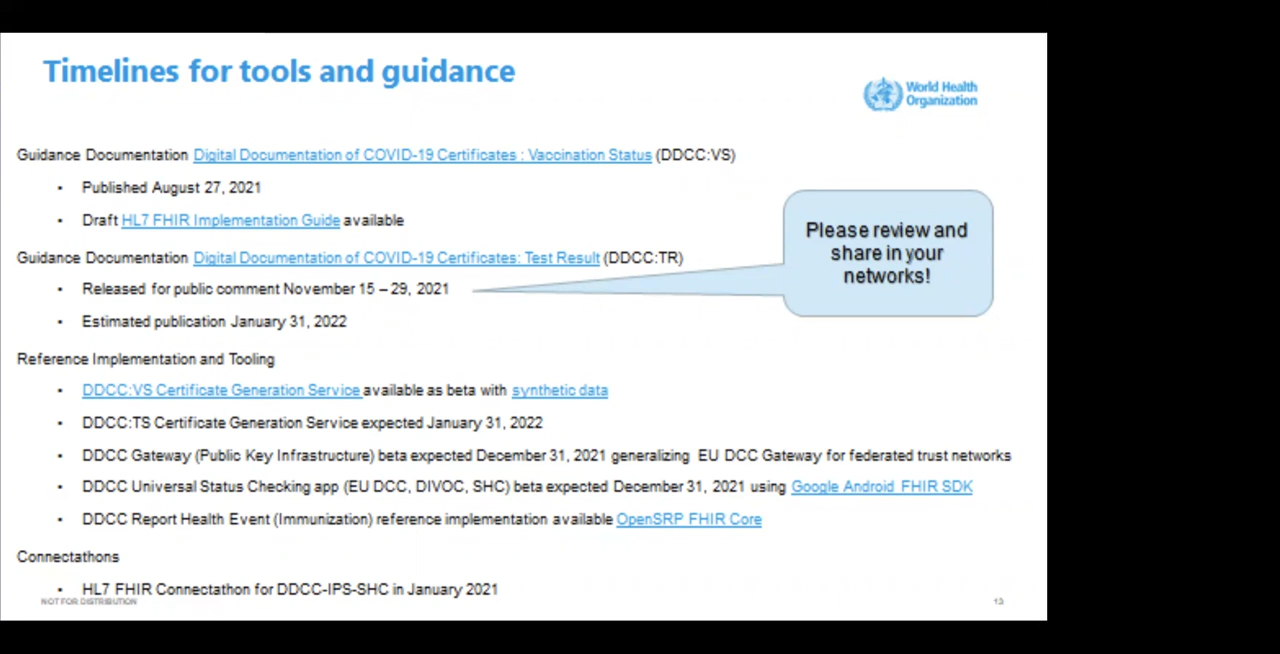 Timelines for tools and guidance
World Health
Organization
Guidance Documentation Digital Documentation of COVID-19 Certificates : Vaccination Status (DDCC:VS)
• Published August 27, 2021
• Draft HL7 FHIR Implementation Guide available
Guidance Documentation Digital Documentation of COVID-19 Certificates: Test Result (DDCC:TR)
• Released for public comment November 15 – 29, 2021
• Estimated publication January 31, 2022
Please review and
share in your
networks!
Reference Implementation and Tooling
• DDCC:VS Certificate Generation Service available as beta with synthetic data
• DDCC:TS Certificate Generation Service expected January 31, 2022
• DDCC Gateway (Public Key Infrastructure) beta expected December 31, 2021 generalizing EU DCC Gateway for federated trust networks
• DDCC Universal Status Checking app (EU DCC, DIVOC, SHC) beta expected December 31, 2021 using Google Android FHIR SDK
• DDCC Report Health Event (Immunization) reference implementation available OpenSRP FHIR Core
Connectathons
• HL7 FHIR Connectathon for DDCC-IPS-SHC in January 2021
NOT FOR DISTRIBUTION
13